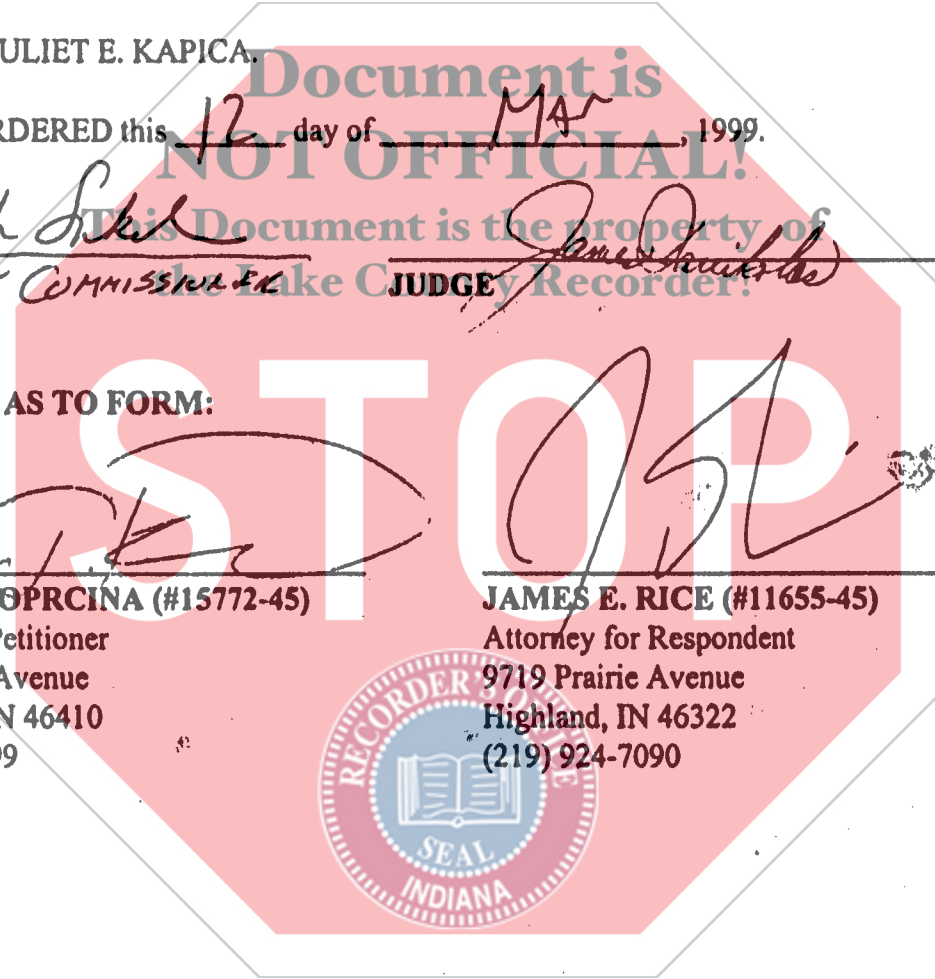 ULIET E. KAPICA.
Document is
RDERED this 12 day of Mar, 1999.
NOT OFFICIAL!
This Document is the property of
the Lake County Recorder!
COMMISSIONER
JUDGE
STOP
AS TO FORM:
OPRCINA (#15772-45)
Petitioner
Avenue
N 46410
99
JAMES E. RICE (#11655-45)
Attorney for Respondent
9719 Prairie Avenue
Highland, IN 46322
(219) 924-7090
RECORDER'S OFFICE
SEAL
INDIANA